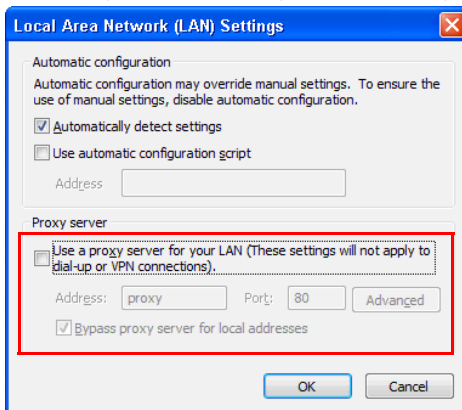 Local Area Network (LAN) Settings
Automatic configuration
Automatic configuration may override manual settings. To ensure the
use of manual settings, disable automatic configuration.
Automatically detect settings
Use automatic configuration script
Address
Proxy server
Use a proxy server for your LAN (These settings will not apply to
dial-up or VPN connections).
Address: proxy Port: 80 Advanced
Bypass proxy server for local addresses
OK Cancel